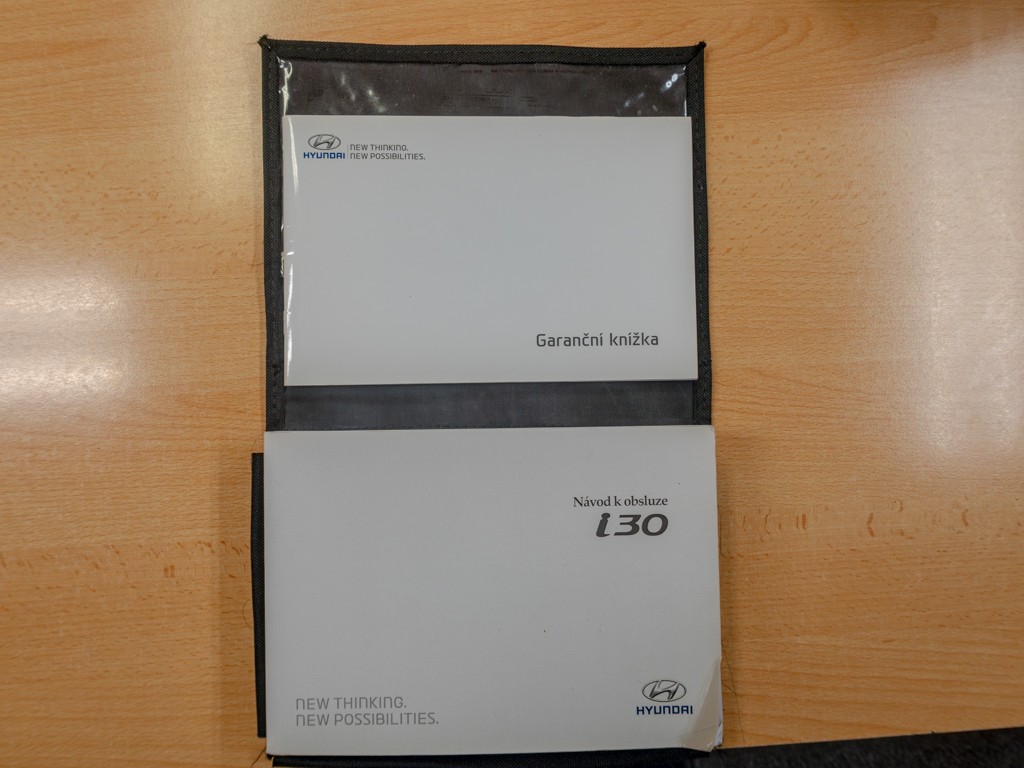 HYUNDAI
NEW THINKING.
NEW POSSIBILITIES.
Garanční knížka
Návod k obsluze
i30
NEW THINKING.
NEW POSSIBILITIES.
HYUNDAI